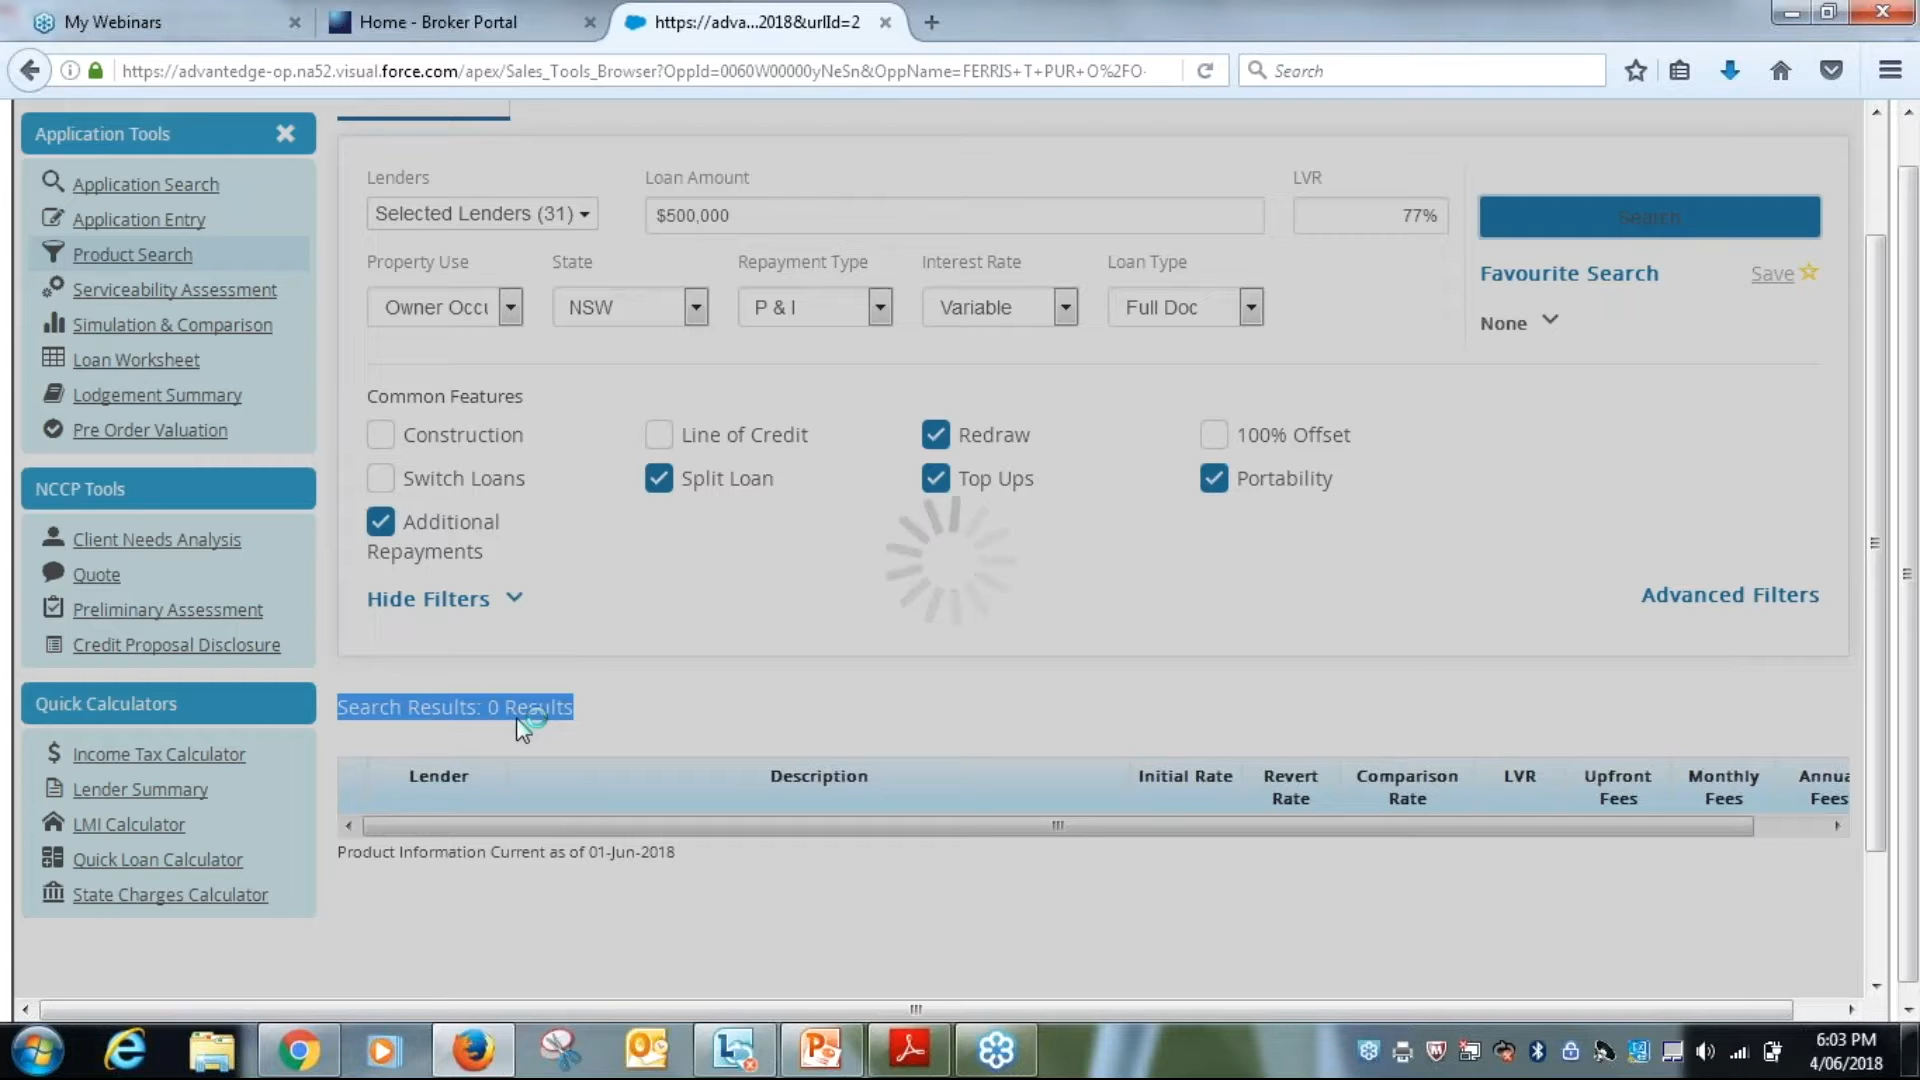 My Webinars
Home - Broker Portal
https://adva...2018&urlId=2
https://advantedge-op.na52.visual.force.com/apex/Sales_Tools_Browser?OppId=0060W00000yNeSn&OppName=FERRIS+T+PUR+O%2FO-
Search
Application Tools
Application Search
Application Entry
Product Search
Serviceability Assessment
Simulation & Comparison
Loan Worksheet
Lodgement Summary
Pre Order Valuation
NCCP Tools
Client Needs Analysis
Quote
Preliminary Assessment
Credit Proposal Disclosure
Quick Calculators
Income Tax Calculator
Lender Summary
LMI Calculator
Quick Loan Calculator
State Charges Calculator
Lenders Loan Amount LVR
Selected Lenders (31) $500,000 77%
Search
Property Use State Repayment Type Interest Rate Loan Type
Owner Occu NSW P & I Variable Full Doc
Favourite Search Save
None
Common Features
Construction Line of Credit Redraw 100% Offset
Switch Loans Split Loan Top Ups Portability
Additional
Repayments
Hide Filters Advanced Filters
Search Results: 0 Results
Lender Description Initial Rate Revert Comparison LVR Upfront Monthly Annua
Rate Rate Fees Fees Fees
Product Information Current as of 01-Jun-2018
6:03 PM
4/06/2018